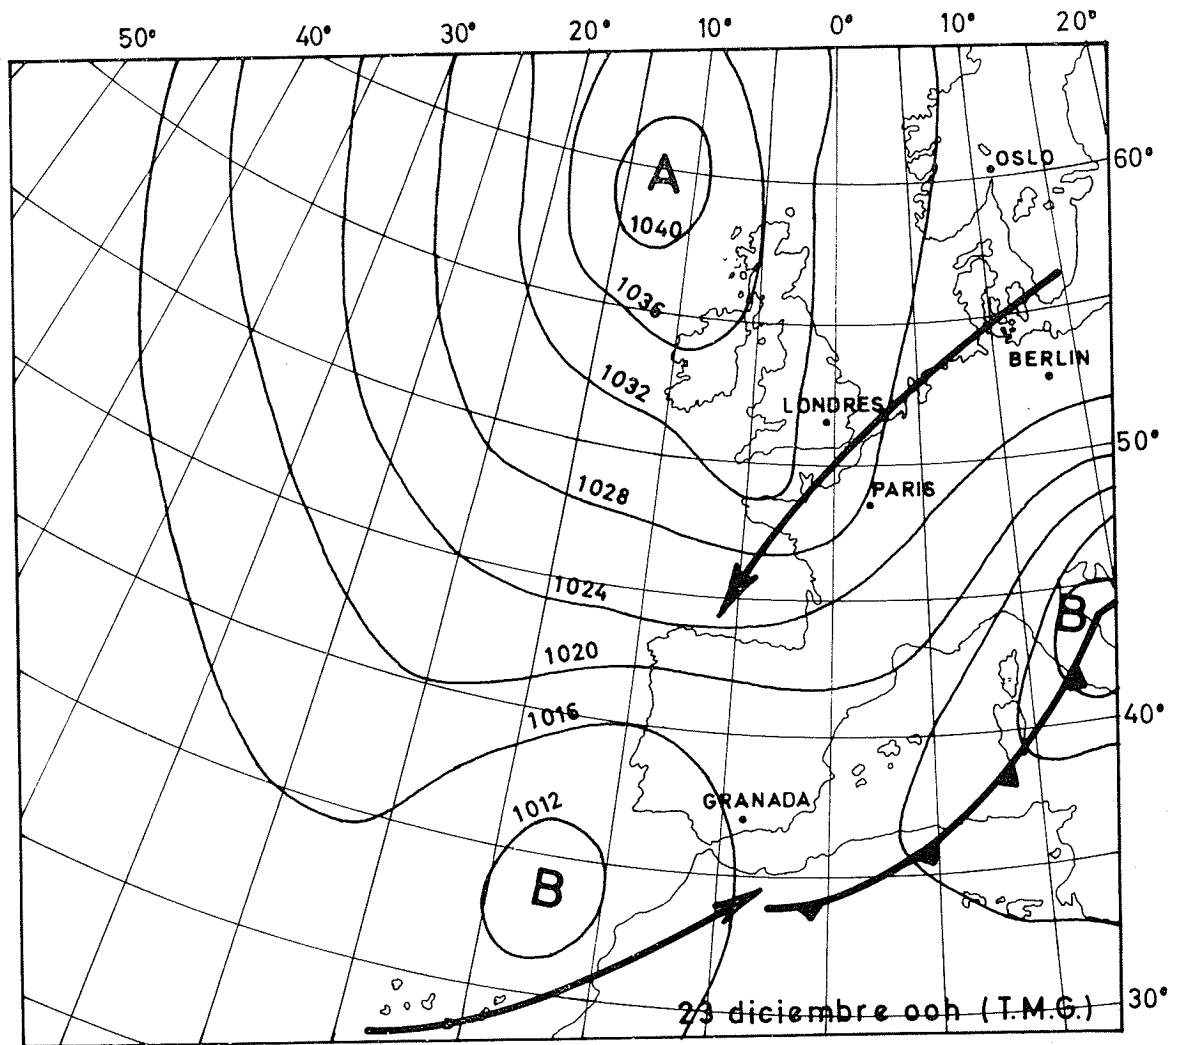 50° 40° 30° 20° 10° 0° 10° 20°
60°
OSLO
A
1040
1036
BERLIN
1032
LONDRES
50°
1028
PARIS
1024
B
1020
40°
1016
1012
GRANADA
B
30°
23 diciembre ooh (T.M.G.)